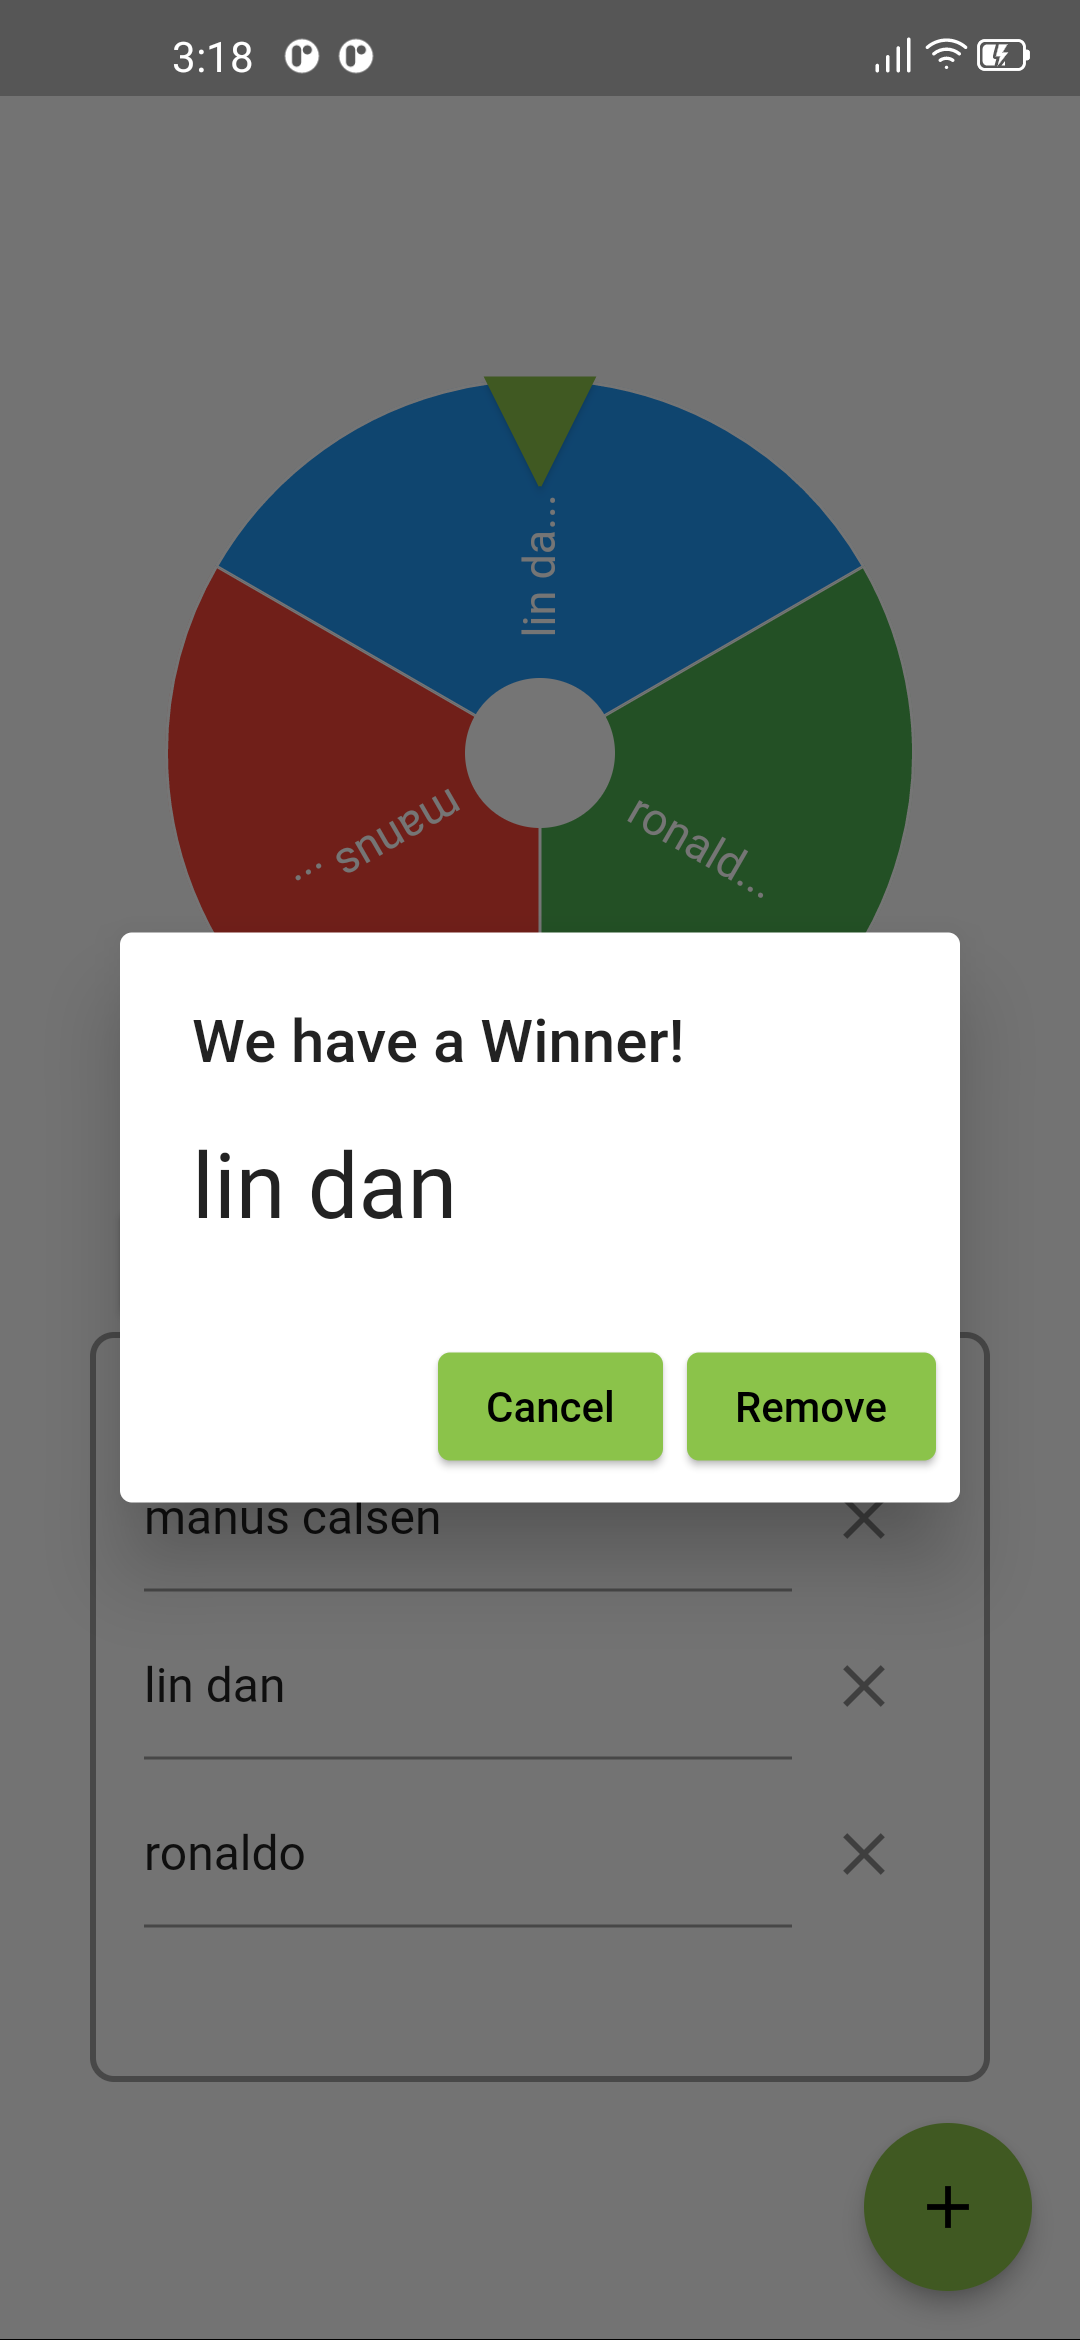 3:18
lin da...
manus ...
ronald...
We have a Winner!
lin dan
Cancel
Remove
manus calsen
lin dan
ronaldo